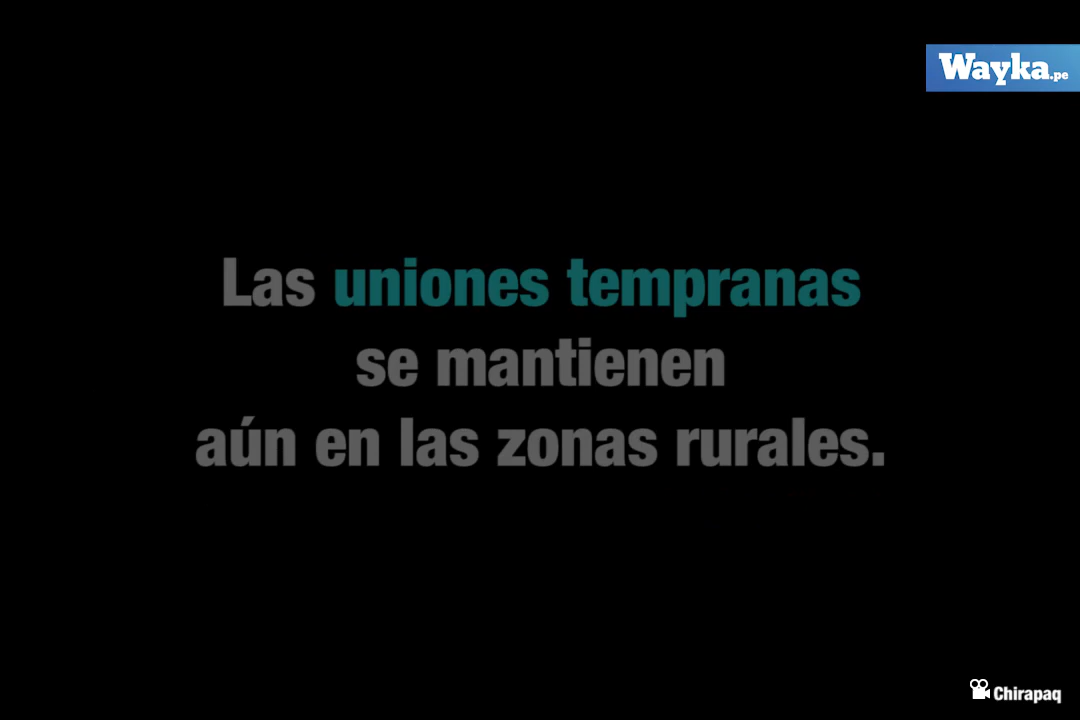 Wayka.pe
Las uniones tempranas
se mantienen
aún en las zonas rurales.
Chirapaq